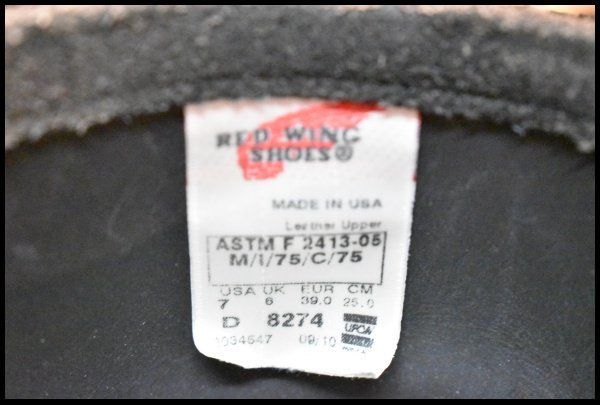 RED WING
SHOES®
MADE IN USA
Leather Upper
ASTM F 2413-05
M/I/75/C/75
USA UK EUR CM
7 6 39.0 25.0
D 8274 UFCW
1034647 09/10